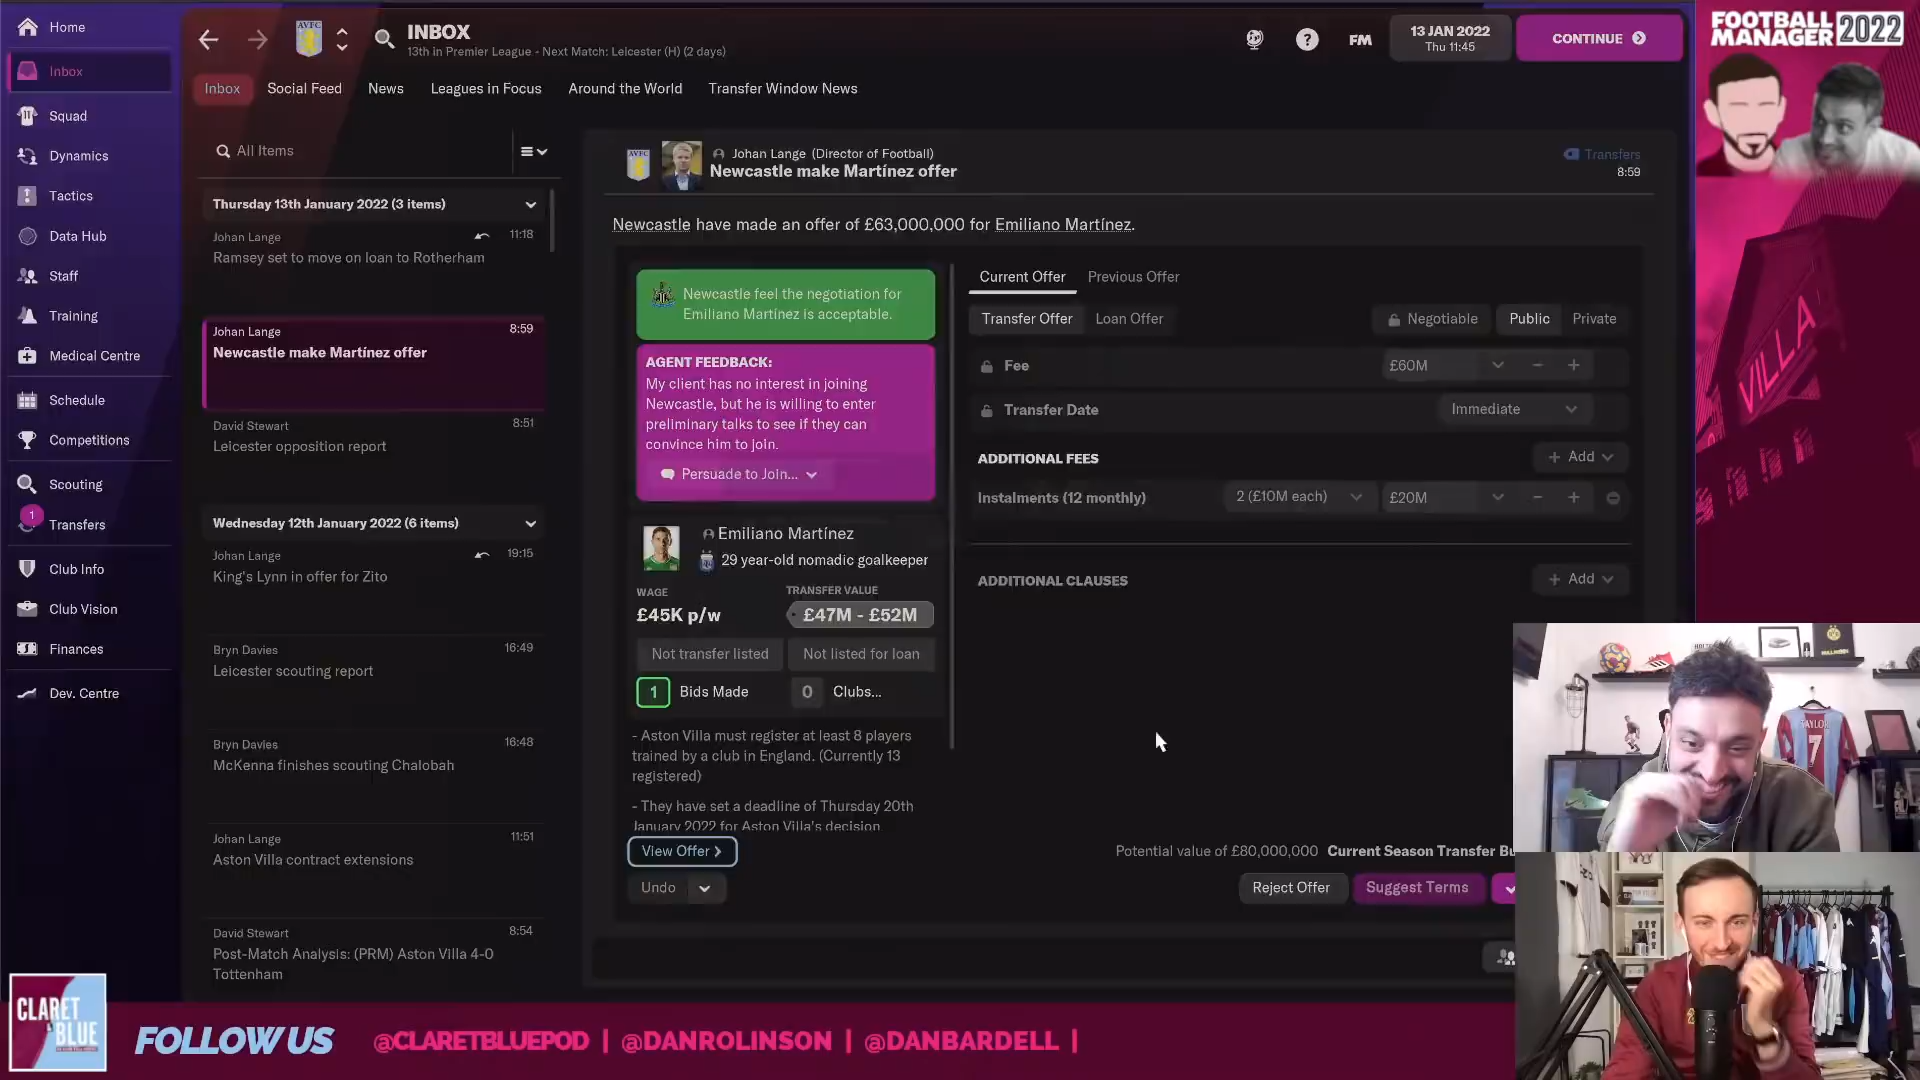 Home
Inbox
Squad
Dynamics
Tactics
Data Hub
Staff
Training
Medical Centre
Schedule
Competitions
Scouting
1
Transfers
Club Info
Club Vision
Finances
Dev. Centre
AVFC
INBOX
13th in Premier League - Next Match: Leicester (H) (2 days)
?
FM
13 JAN 2022
Thu 11:45
CONTINUE
Inbox
Social Feed
News
Leagues in Focus
Around the World
Transfer Window News
All Items
Thursday 13th January 2022 (3 items)
Johan Lange
11:18
Ramsey set to move on loan to Rotherham
Johan Lange
8:59
Newcastle make Martínez offer
David Stewart
8:51
Leicester opposition report
Wednesday 12th January 2022 (6 items)
Johan Lange
19:15
King's Lynn in offer for Zito
Bryn Davies
16:49
Leicester scouting report
Bryn Davies
16:48
McKenna finishes scouting Chalobah
Johan Lange
11:51
Aston Villa contract extensions
David Stewart
8:54
Post-Match Analysis: (PRM) Aston Villa 4-0
Tottenham
AVFC
Johan Lange (Director of Football)
Newcastle make Martínez offer
Transfers
8:59
Newcastle have made an offer of £63,000,000 for Emiliano Martínez.
Newcastle feel the negotiation for
Emiliano Martínez is acceptable.
AGENT FEEDBACK:
My client has no interest in joining
Newcastle, but he is willing to enter
preliminary talks to see if they can
convince him to join.
Persuade to Join...
Emiliano Martínez
29 year-old nomadic goalkeeper
WAGE
TRANSFER VALUE
£45K p/w
£47M - £52M
Not transfer listed
Not listed for loan
1
Bids Made
0
Clubs...
- Aston Villa must register at least 8 players
trained by a club in England. (Currently 13
registered)
- They have set a deadline of Thursday 20th
January 2022 for Aston Villa's decision
View Offer
Undo
Current Offer
Previous Offer
Transfer Offer
Loan Offer
Negotiable
Public
Private
Fee
£60M
Transfer Date
Immediate
ADDITIONAL FEES
+ Add
Instalments (12 monthly)
2 (£10M each)
£20M
ADDITIONAL CLAUSES
+ Add
Potential value of £80,000,000
Current Season Transfer Bu
Reject Offer
Suggest Terms
FOOTBALL
MANAGER 2022
VILLA
TAYLOR
7
CLARET
BLUE
FOLLOW US
@CLARETBLUEPOD | @DANROLINSON | @DANBARDELL |